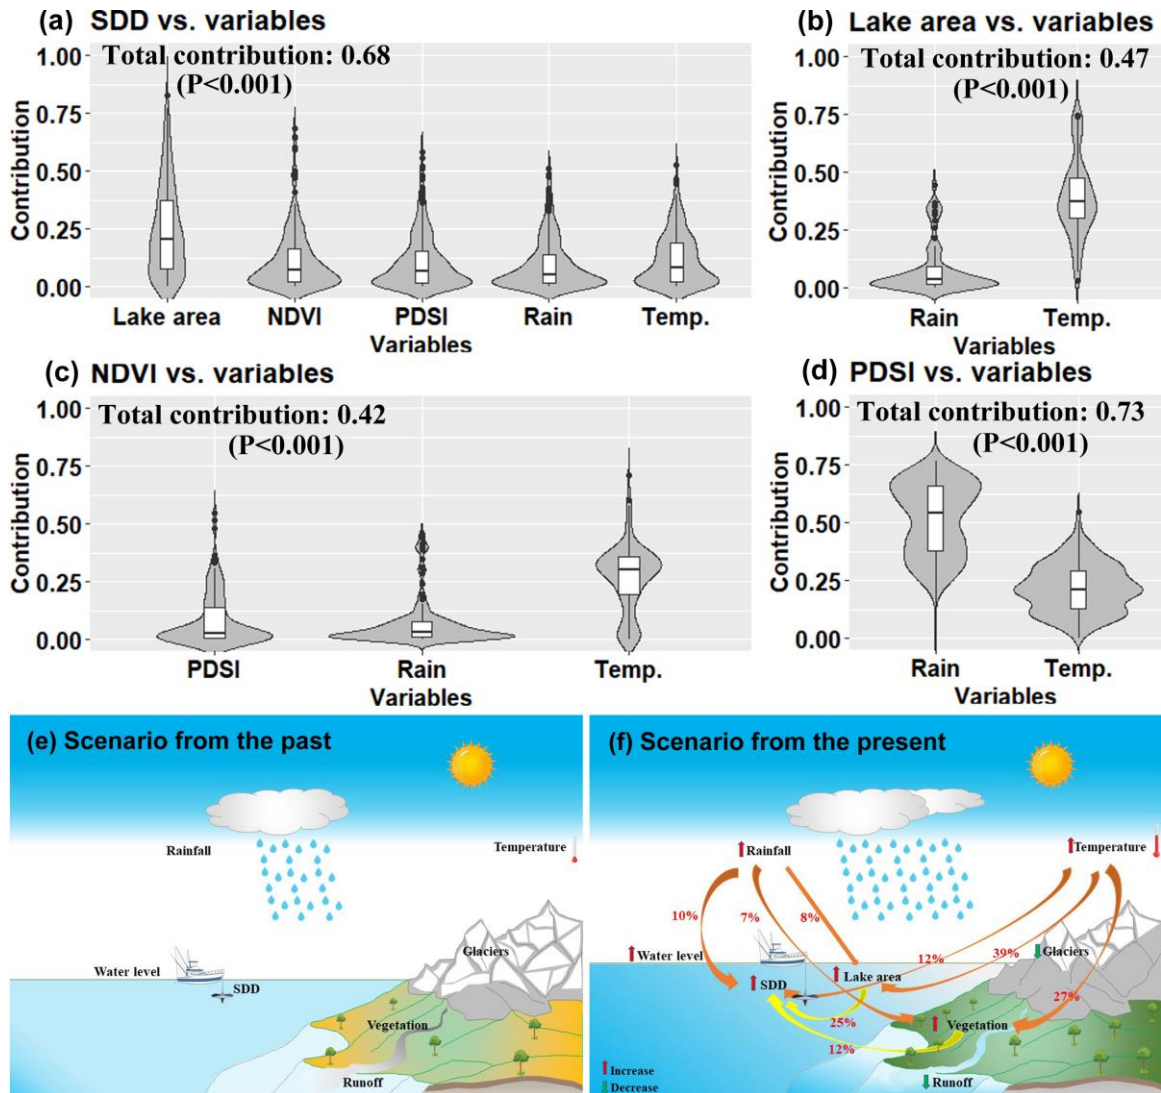 (a) SDD vs. variables
Total contribution: 0.68
(P<0.001)
Contribution
1.00
0.75
0.50
0.25
0.00
Lake area NDVI PDSI Rain Temp.
Variables
(b) Lake area vs. variables
Total contribution: 0.47
(P<0.001)
Contribution
1.00
0.75
0.50
0.25
0.00
Rain Temp.
Variables
(c) NDVI vs. variables
Total contribution: 0.42
(P<0.001)
Contribution
1.00
0.75
0.50
0.25
0.00
PDSI Rain Temp.
Variables
(d) PDSI vs. variables
Total contribution: 0.73
(P<0.001)
Contribution
1.00
0.75
0.50
0.25
0.00
Rain Temp.
Variables
(e) Scenario from the past
Rainfall
Temperature
Glaciers
Water level
SDD
Vegetation
Runoff
(f) Scenario from the present
Rainfall
Temperature
10% 7% 8%
Water level
Glaciers
39%
12%
Lake area
SDD
27%
25%
Vegetation
12%
Increase
Decrease
Runoff